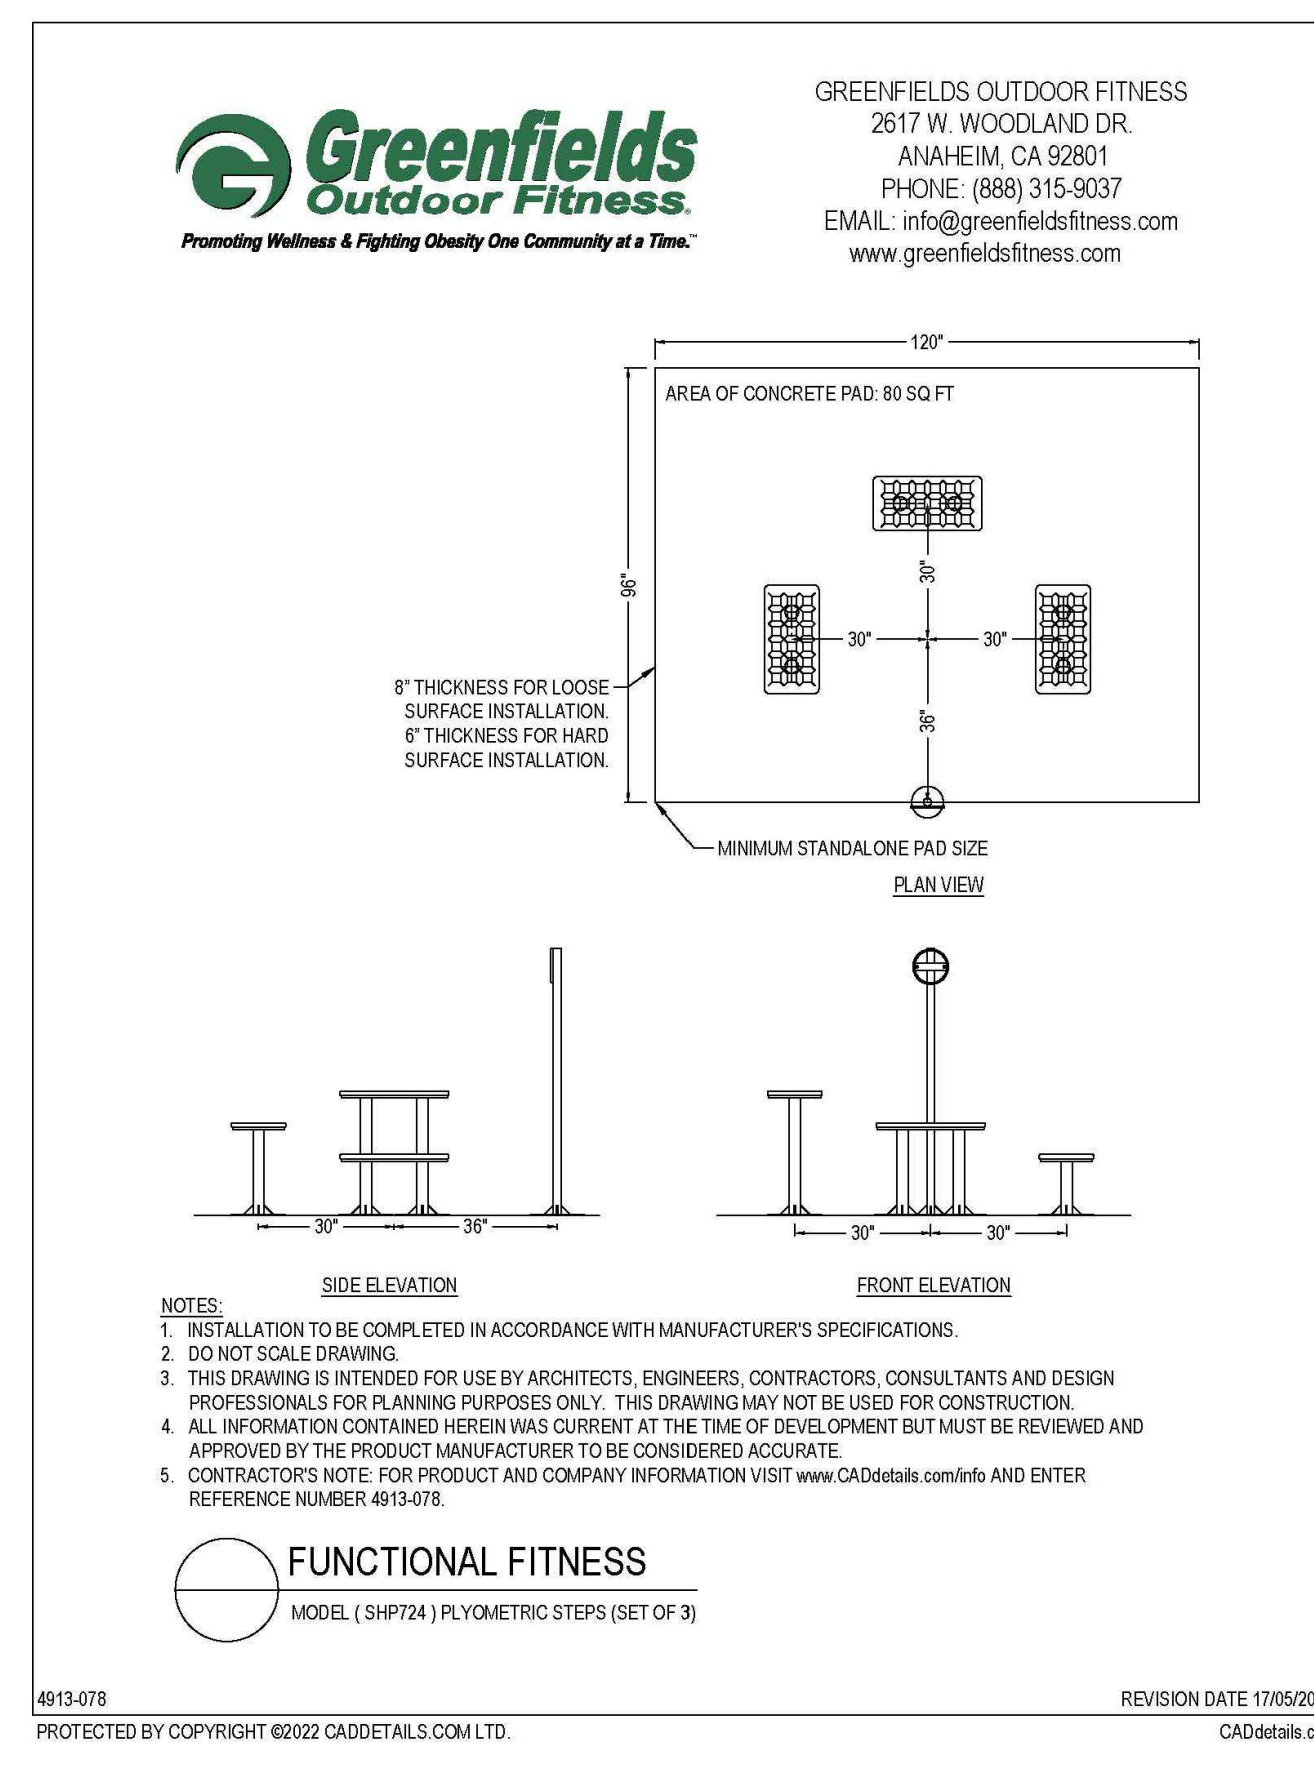 Greenfields
Outdoor Fitness®
Promoting Wellness & Fighting Obesity One Community at a Time.™
GREENFIELDS OUTDOOR FITNESS
2617 W. WOODLAND DR.
ANAHEIM, CA 92801
PHONE: (888) 315-9037
EMAIL: info@greenfieldsfitness.com
www.greenfieldsfitness.com
120"
AREA OF CONCRETE PAD: 80 SQ FT
96"
30"
30"
30"
36"
8" THICKNESS FOR LOOSE
SURFACE INSTALLATION.
6" THICKNESS FOR HARD
SURFACE INSTALLATION.
MINIMUM STANDALONE PAD SIZE
PLAN VIEW
30"
36"
30"
30"
SIDE ELEVATION
FRONT ELEVATION
NOTES:
1. INSTALLATION TO BE COMPLETED IN ACCORDANCE WITH MANUFACTURER'S SPECIFICATIONS.
2. DO NOT SCALE DRAWING.
3. THIS DRAWING IS INTENDED FOR USE BY ARCHITECTS, ENGINEERS, CONTRACTORS, CONSULTANTS AND DESIGN
PROFESSIONALS FOR PLANNING PURPOSES ONLY. THIS DRAWING MAY NOT BE USED FOR CONSTRUCTION.
4. ALL INFORMATION CONTAINED HEREIN WAS CURRENT AT THE TIME OF DEVELOPMENT BUT MUST BE REVIEWED AND
APPROVED BY THE PRODUCT MANUFACTURER TO BE CONSIDERED ACCURATE.
5. CONTRACTOR'S NOTE: FOR PRODUCT AND COMPANY INFORMATION VISIT www.CADdetails.com/info AND ENTER
REFERENCE NUMBER 4913-078.
FUNCTIONAL FITNESS
MODEL ( SHP724 ) PLYOMETRIC STEPS (SET OF 3)
4913-078
REVISION DATE 17/05/20
PROTECTED BY COPYRIGHT ©2022 CADDETAILS.COM LTD.
CADdetails.c